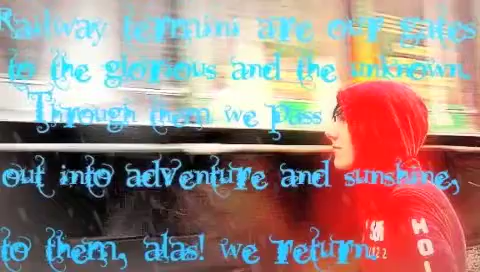 Railway termini are our gates
to the glorious and the unknown.
Through them we pass
out into adventure and sunshine,
to them, alas! we return.
HO